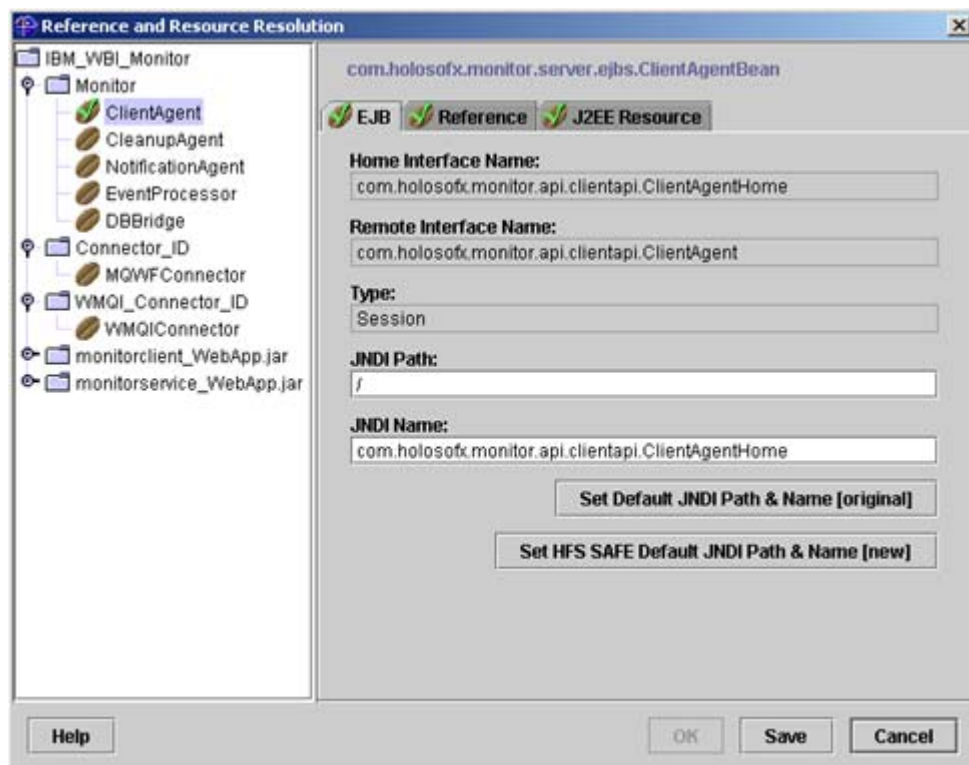 Reference and Resource Resolution
IBM_WBI_Monitor
Monitor
ClientAgent
CleanupAgent
NotificationAgent
EventProcessor
DBBridge
Connector_ID
MQWFConnector
WMQI_Connector_ID
WMQIConnector
monitorclient_WebApp.jar
monitorservice_WebApp.jar
com.holosofx.monitor.server.ejbs.ClientAgentBean
EJB Reference J2EE Resource
Home Interface Name:
com.holosofx.monitor.api.clientapi.ClientAgentHome
Remote Interface Name:
com.holosofx.monitor.api.clientapi.ClientAgent
Type:
Session
JNDI Path:
/
JNDI Name:
com.holosofx.monitor.api.clientapi.ClientAgentHome
Set Default JNDI Path & Name [original]
Set HFS SAFE Default JNDI Path & Name [new]
Help OK Save Cancel